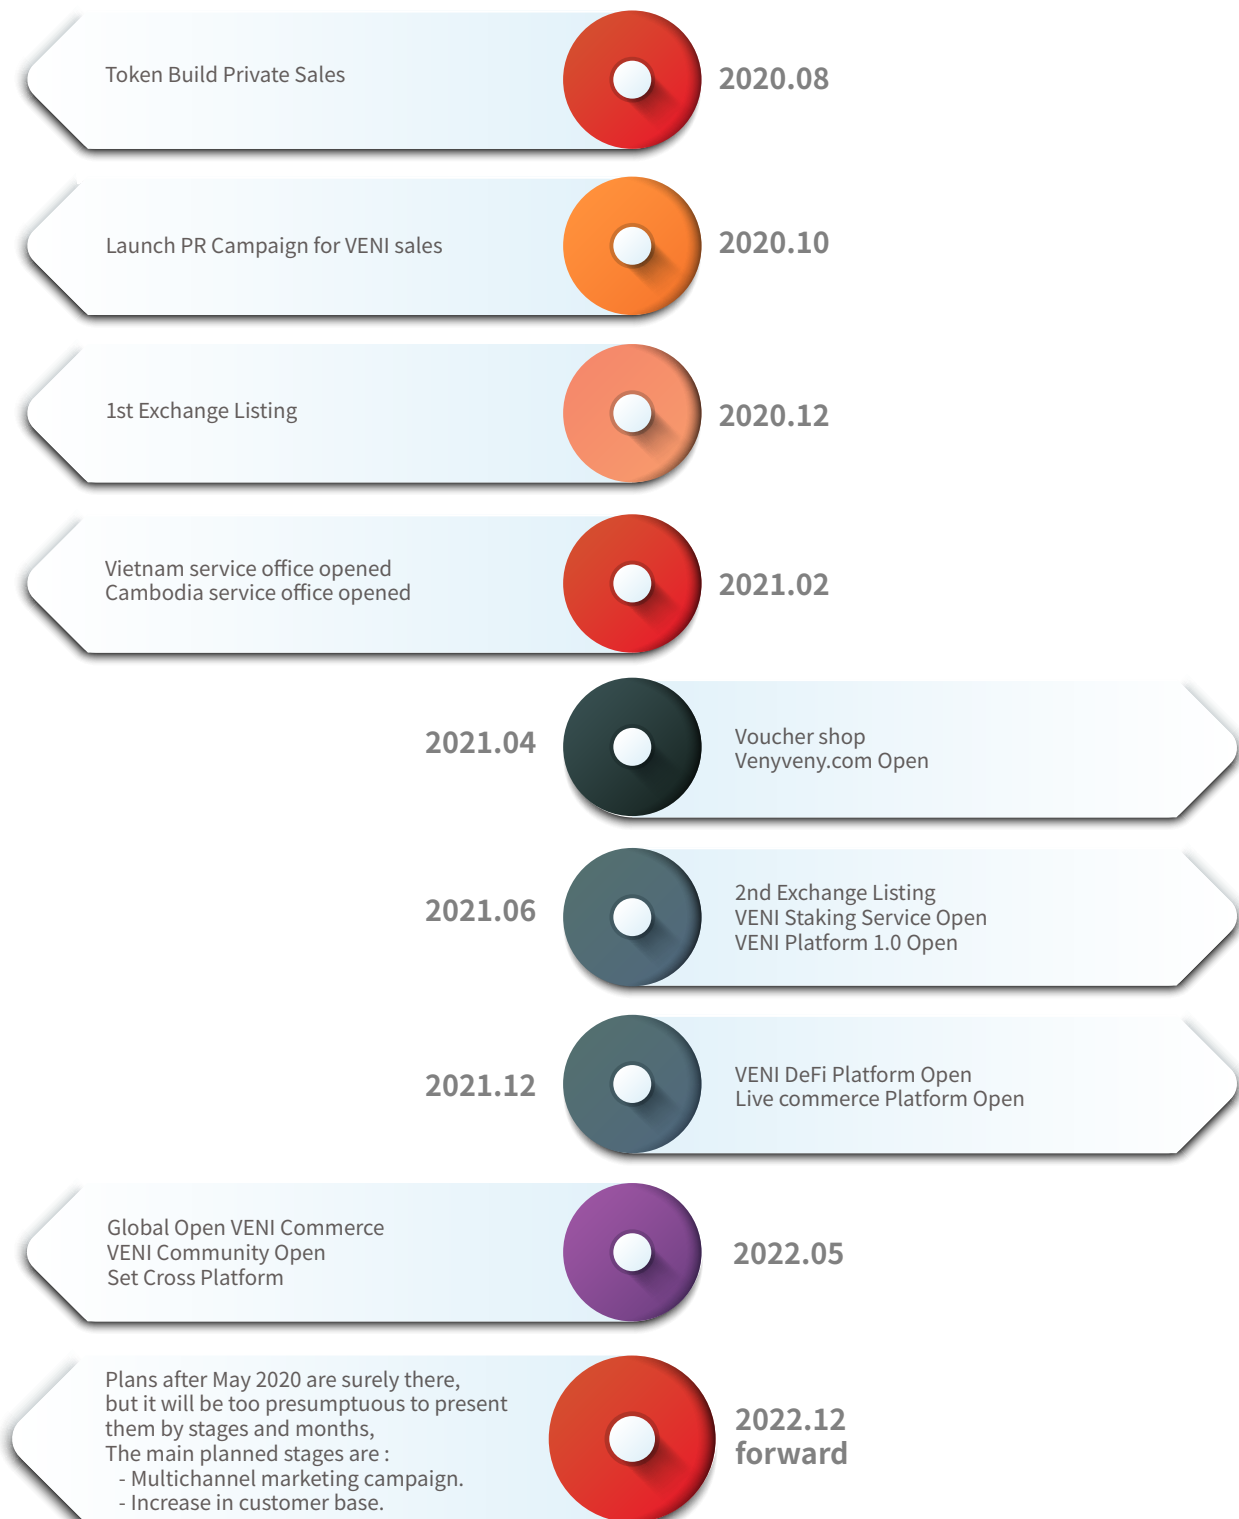 Token Build Private Sales
2020.08
Launch PR Campaign for VENI sales
2020.10
1st Exchange Listing
2020.12
Vietnam service office opened
Cambodia service office opened
2021.02
2021.04
Voucher shop
Venyveny.com Open
2021.06
2nd Exchange Listing
VENI Staking Service Open
VENI Platform 1.0 Open
2021.12
VENI DeFi Platform Open
Live commerce Platform Open
Global Open VENI Commerce
VENI Community Open
Set Cross Platform
2022.05
Plans after May 2020 are surely there,
but it will be too presumptuous to present
them by stages and months,
The main planned stages are :
- Multichannel marketing campaign.
- Increase in customer base.
2022.12
forward